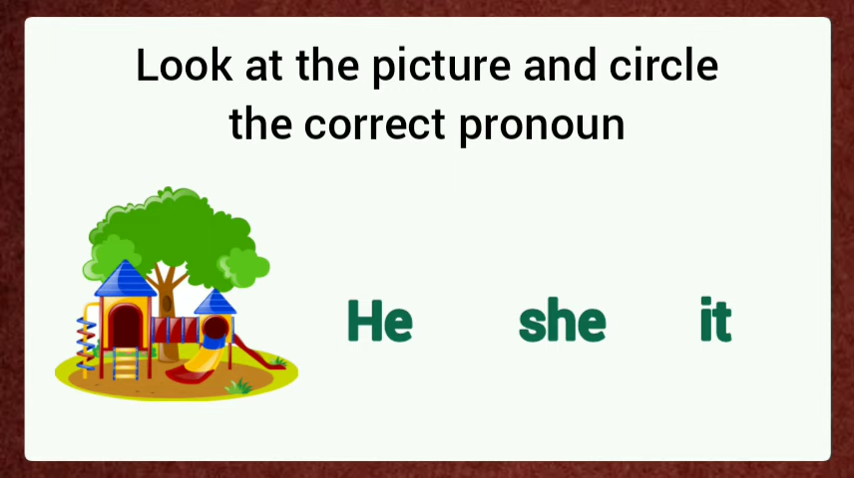 Look at the picture and circle
the correct pronoun
He she it